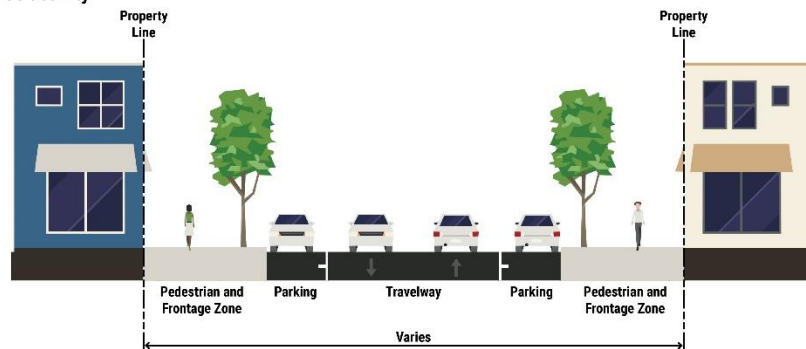 Property
Line
Property
Line
Pedestrian and
Frontage Zone
Parking
Travelway
Parking
Pedestrian and
Frontage Zone
Varies